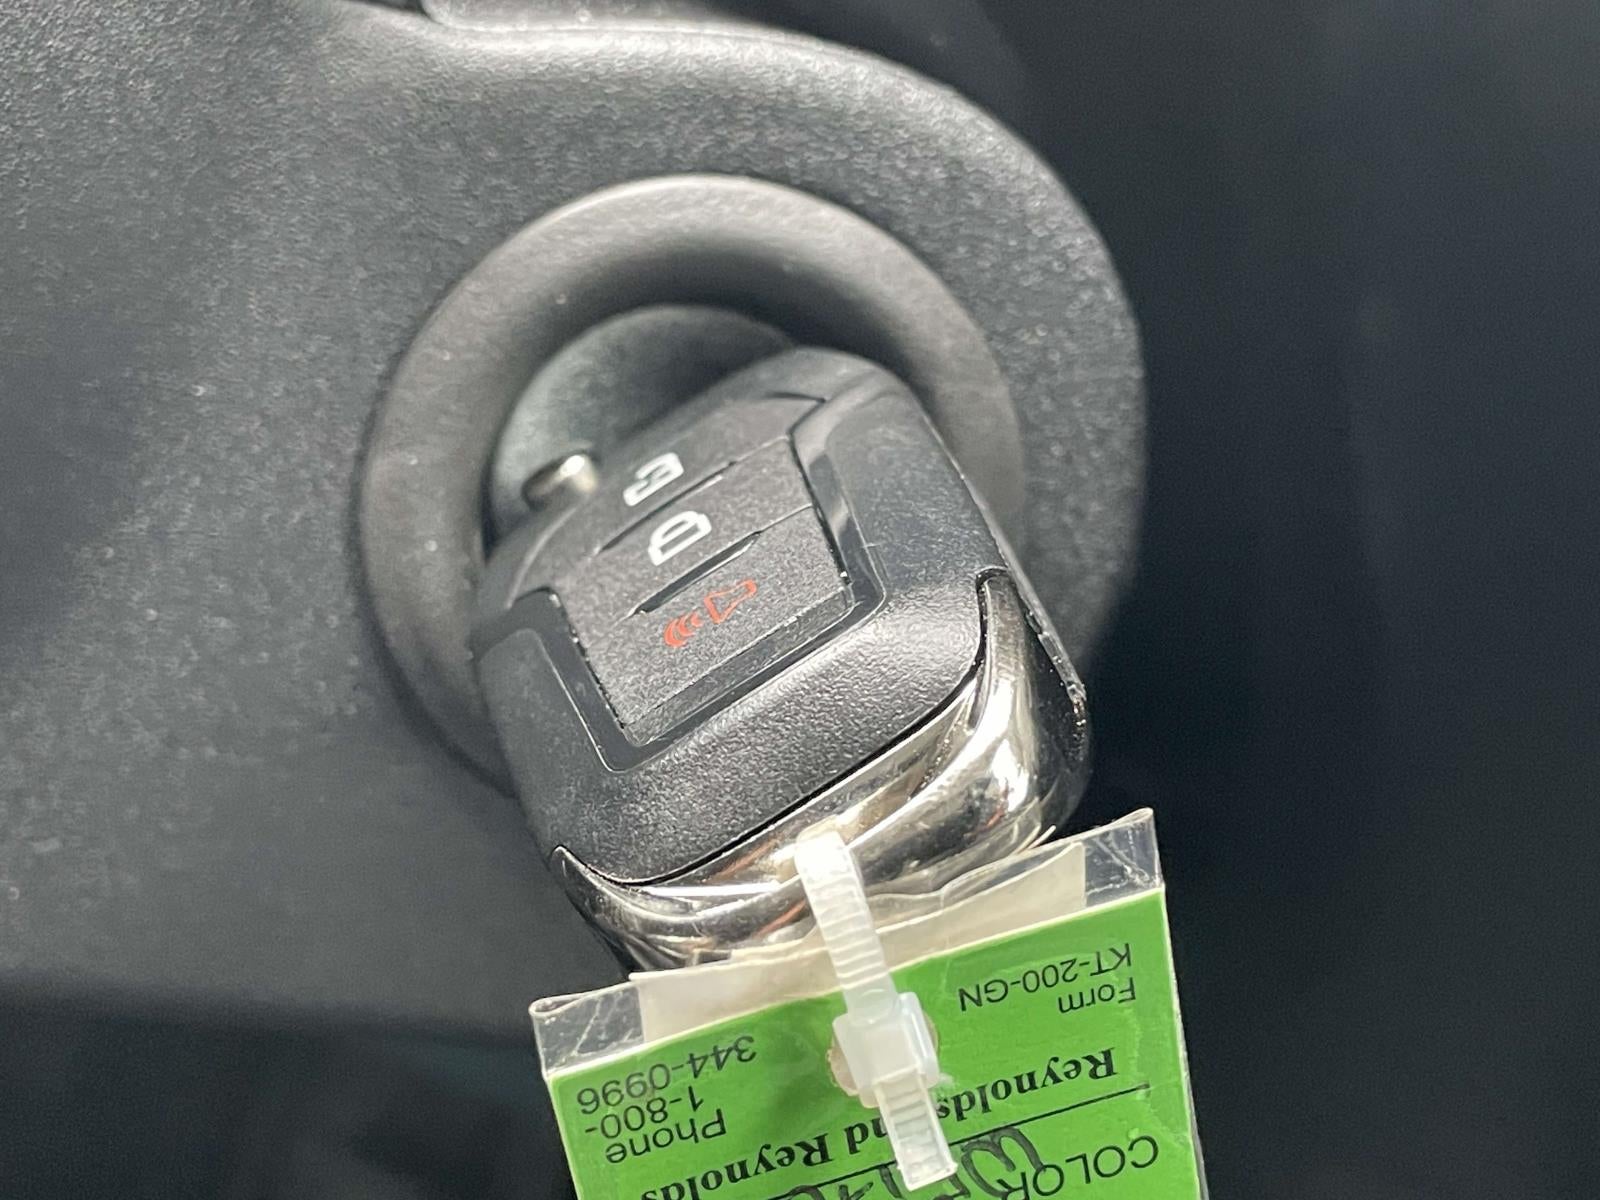 Form
KT-200-GN
Phone
1-800-
344-0996
Reynolds and Reynolds
COLOR